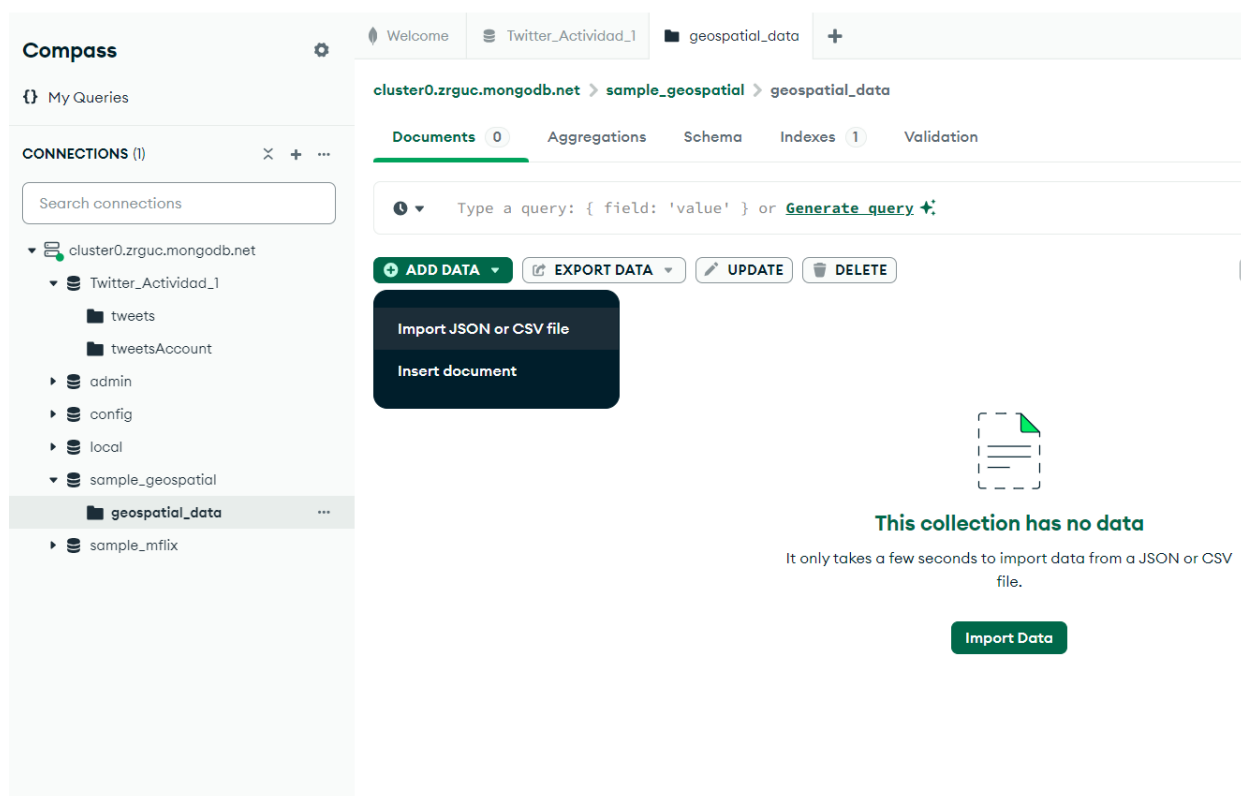 Compass
{} My Queries
CONNECTIONS (1)
Search connections
cluster0.zrguc.mongodb.net
Twitter_Actividad_1
tweets
tweetsAccount
admin
config
local
sample_geospatial
geospatial_data
sample_mflix
Welcome Twitter_Actividad_1 geospatial_data
cluster0.zrguc.mongodb.net > sample_geospatial > geospatial_data
Documents 0 Aggregations Schema Indexes 1 Validation
Type a query: { field: 'value' } or Generate query
ADD DATA EXPORT DATA UPDATE DELETE
Import JSON or CSV file
Insert document
This collection has no data
It only takes a few seconds to import data from a JSON or CSV
file.
Import Data